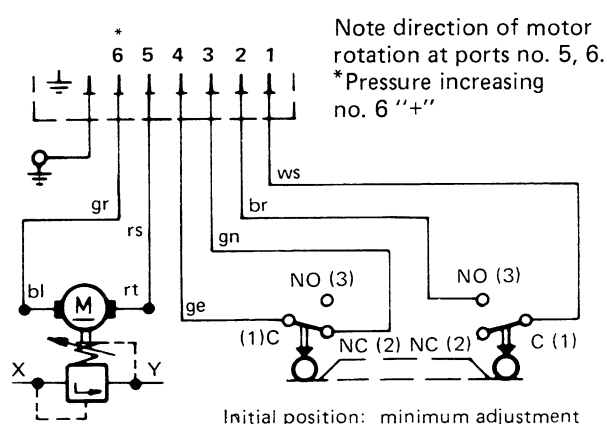 Note direction of motor
rotation at ports no. 5, 6.
*Pressure increasing
no. 6 "+"
*
6 5 4 3 2 1
ws
gr
br
rs
gn
bl
M
rt
ge
NO (3)
NO (3)
(1)C
NC (2)
NC (2)
C (1)
X
Y
Initial position: minimum adjustment